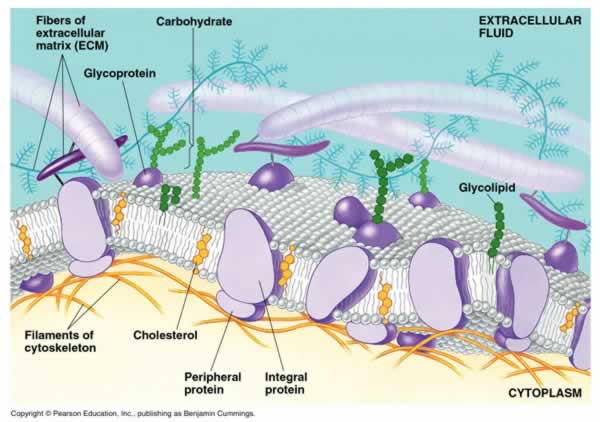 Fibers of
extracellular
matrix (ECM)
Carbohydrate
EXTRACELLULAR
FLUID
Glycoprotein
Glycolipid
Filaments of
cytoskeleton
Cholesterol
Peripheral
protein
Integral
protein
CYTOPLASM
Copyright © Pearson Education, Inc., publishing as Benjamin Cummings.